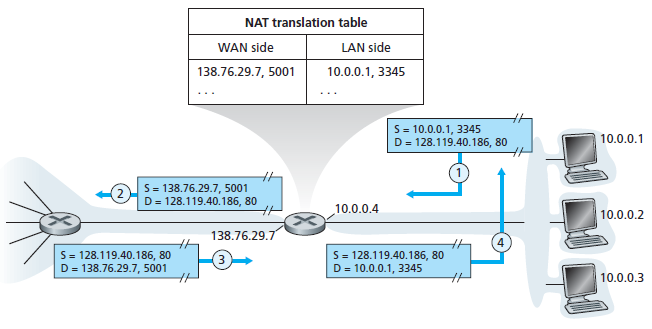 NAT translation table
WAN side LAN side
138.76.29.7, 5001 10.0.0.1, 3345
. . . . . .
S = 10.0.0.1, 3345
D = 128.119.40.186, 80
10.0.0.1
1
2
S = 138.76.29.7, 5001
D = 128.119.40.186, 80
10.0.0.4
10.0.0.2
138.76.29.7
4
S = 128.119.40.186, 80
D = 138.76.29.7, 5001
3
S = 128.119.40.186, 80
D = 10.0.0.1, 3345
10.0.0.3